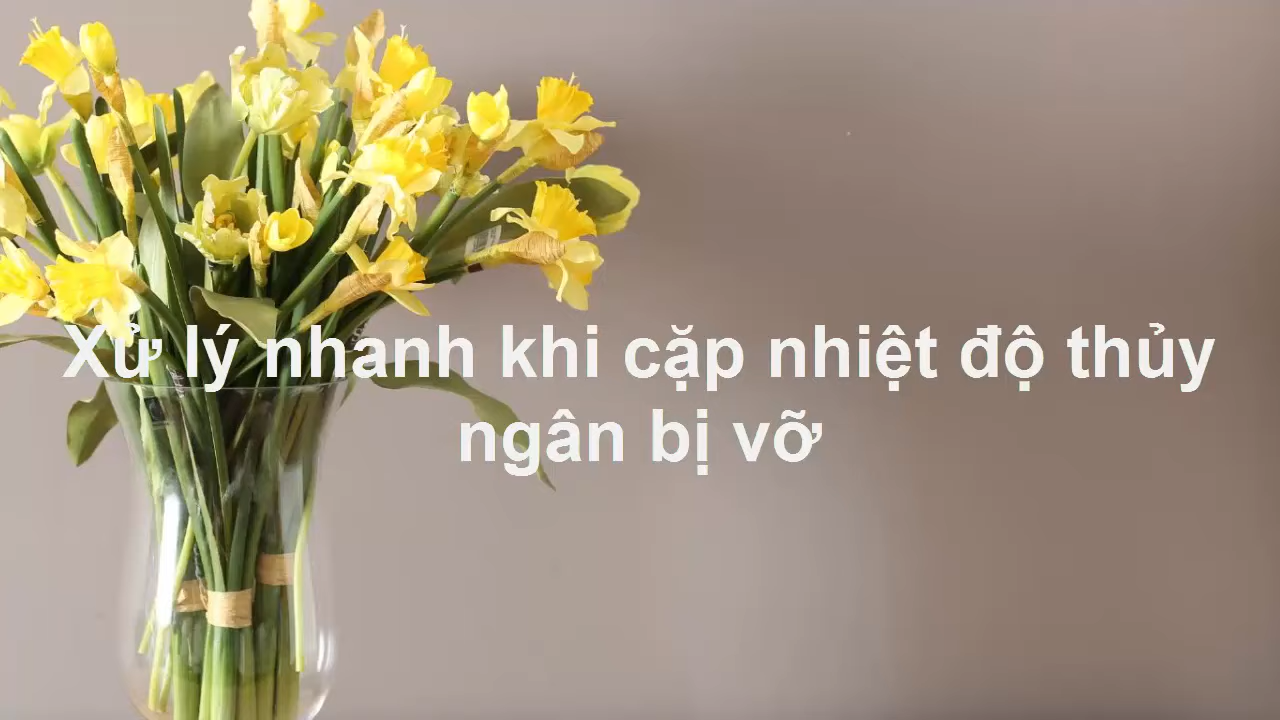 Xử lý nhanh khi cặp nhiệt độ thủy
ngân bị vỡ